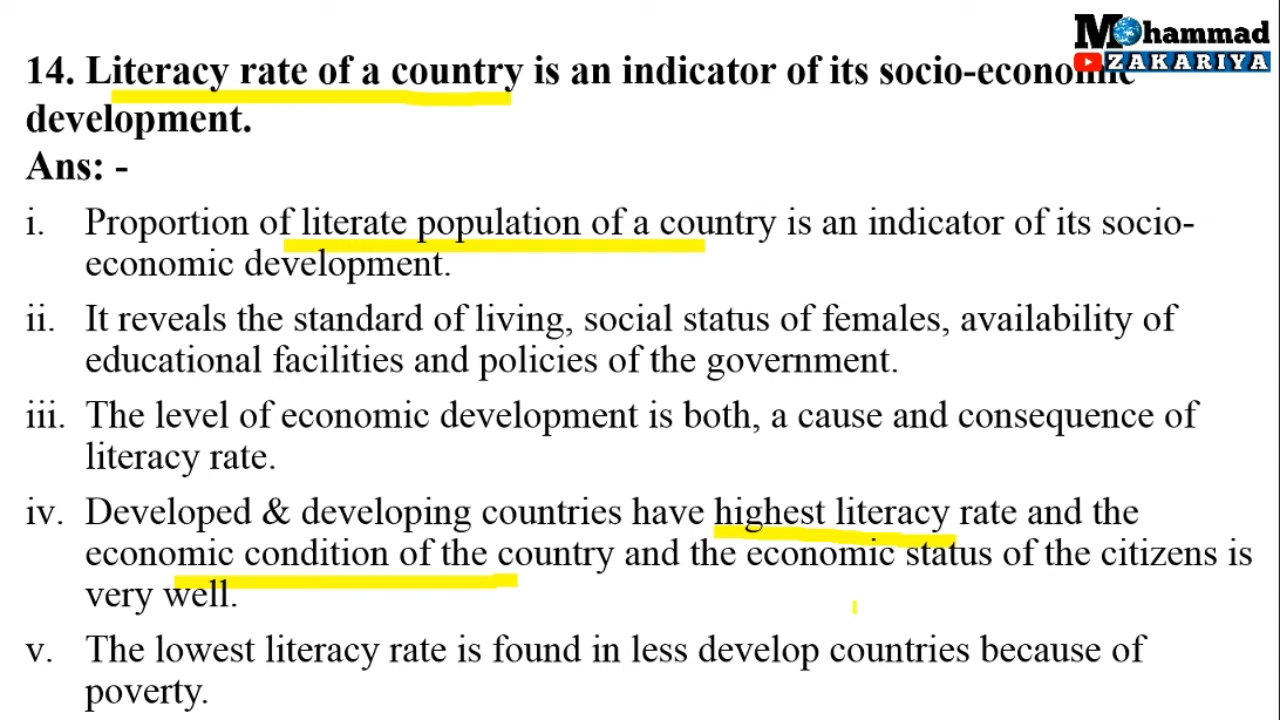 Mohammad
ZAKARIYA
14. Literacy rate of a country is an indicator of its socio-economic
development.
Ans: -
i. Proportion of literate population of a country is an indicator of its socio-
economic development.
ii. It reveals the standard of living, social status of females, availability of
educational facilities and policies of the government.
iii. The level of economic development is both, a cause and consequence of
literacy rate.
iv. Developed & developing countries have highest literacy rate and the
economic condition of the country and the economic status of the citizens is
very well.
v. The lowest literacy rate is found in less develop countries because of
poverty.